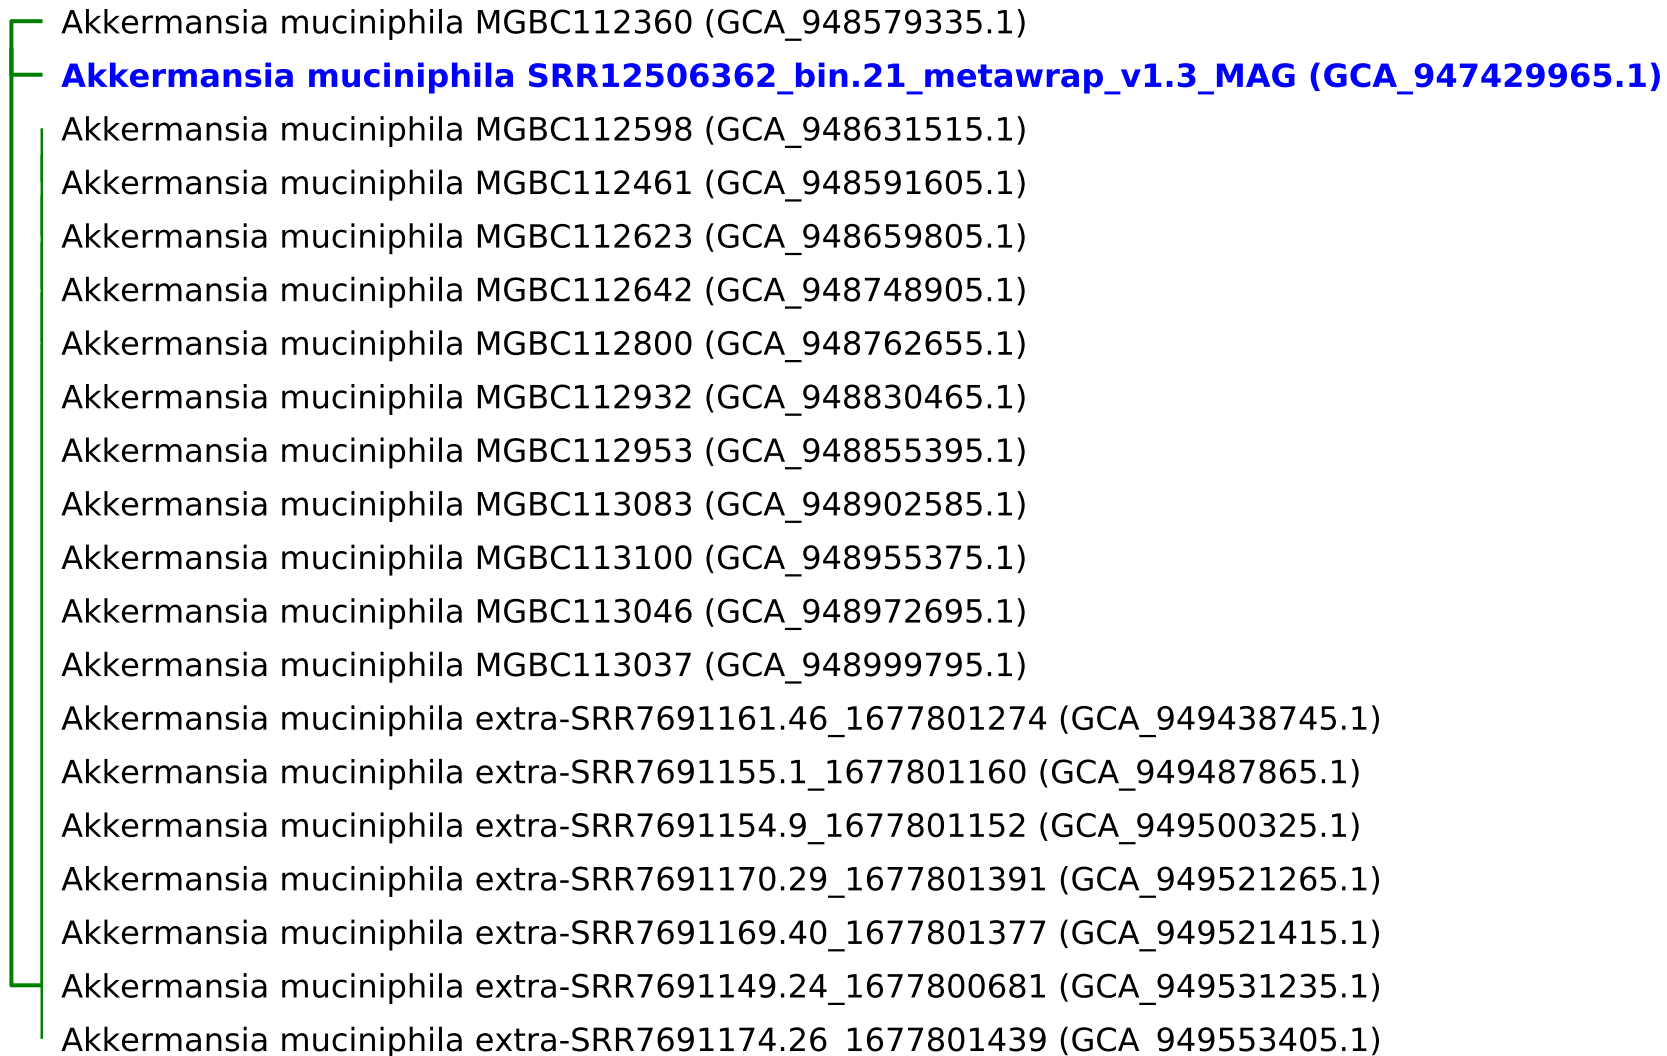 Akkermansia muciniphila MGBC112360 (GCA_948579335.1)
Akkermansia muciniphila SRR12506362_bin.21_metawrap_v1.3_MAG (GCA_947429965.1)
Akkermansia muciniphila MGBC112598 (GCA_948631515.1)
Akkermansia muciniphila MGBC112461 (GCA_948591605.1)
Akkermansia muciniphila MGBC112623 (GCA_948659805.1)
Akkermansia muciniphila MGBC112642 (GCA_948748905.1)
Akkermansia muciniphila MGBC112800 (GCA_948762655.1)
Akkermansia muciniphila MGBC112932 (GCA_948830465.1)
Akkermansia muciniphila MGBC112953 (GCA_948855395.1)
Akkermansia muciniphila MGBC113083 (GCA_948902585.1)
Akkermansia muciniphila MGBC113100 (GCA_948955375.1)
Akkermansia muciniphila MGBC113046 (GCA_948972695.1)
Akkermansia muciniphila MGBC113037 (GCA_948999795.1)
Akkermansia muciniphila extra-SRR7691161.46_1677801274 (GCA_949438745.1)
Akkermansia muciniphila extra-SRR7691155.1_1677801160 (GCA_949487865.1)
Akkermansia muciniphila extra-SRR7691154.9_1677801152 (GCA_949500325.1)
Akkermansia muciniphila extra-SRR7691170.29_1677801391 (GCA_949521265.1)
Akkermansia muciniphila extra-SRR7691169.40_1677801377 (GCA_949521415.1)
Akkermansia muciniphila extra-SRR7691149.24_1677800681 (GCA_949531235.1)
Akkermansia muciniphila extra-SRR7691174.26_1677801439 (GCA_949553405.1)